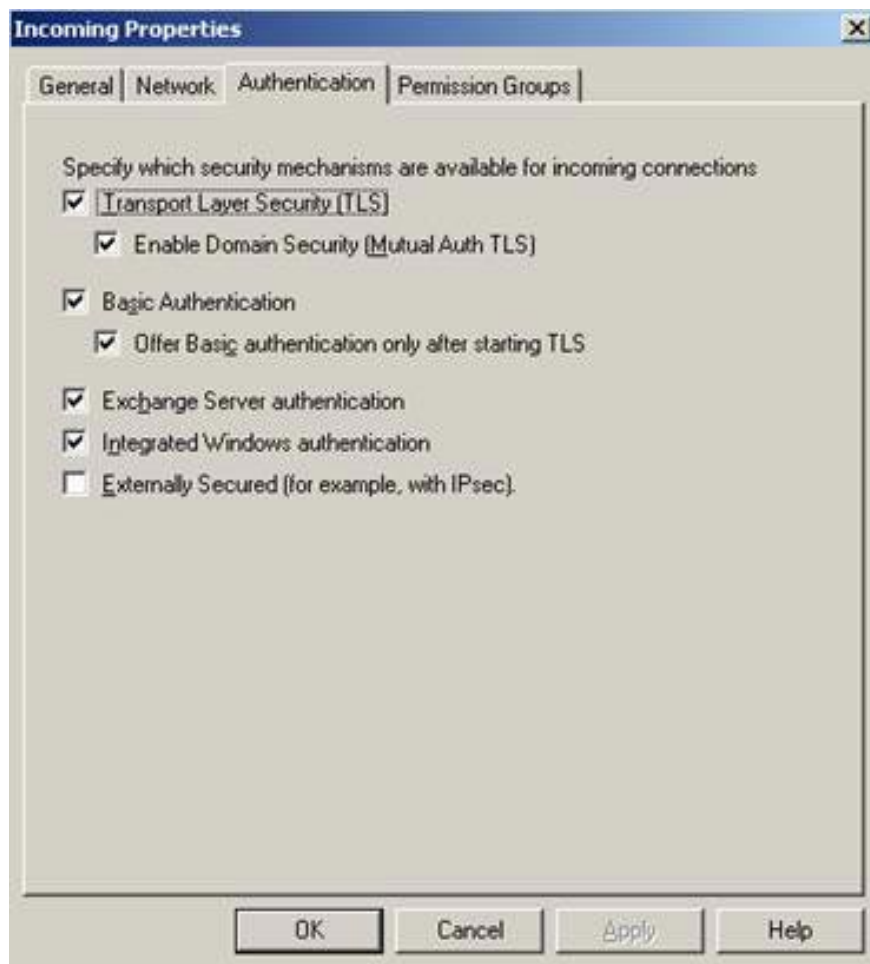 Incoming Properties
General Network Authentication Permission Groups
Specify which security mechanisms are available for incoming connections
Transport Layer Security (TLS)
Enable Domain Security (Mutual Auth TLS)
Basic Authentication
Offer Basic authentication only after starting TLS
Exchange Server authentication
Integrated Windows authentication
Externally Secured (for example, with IPsec).
OK Cancel Apply Help